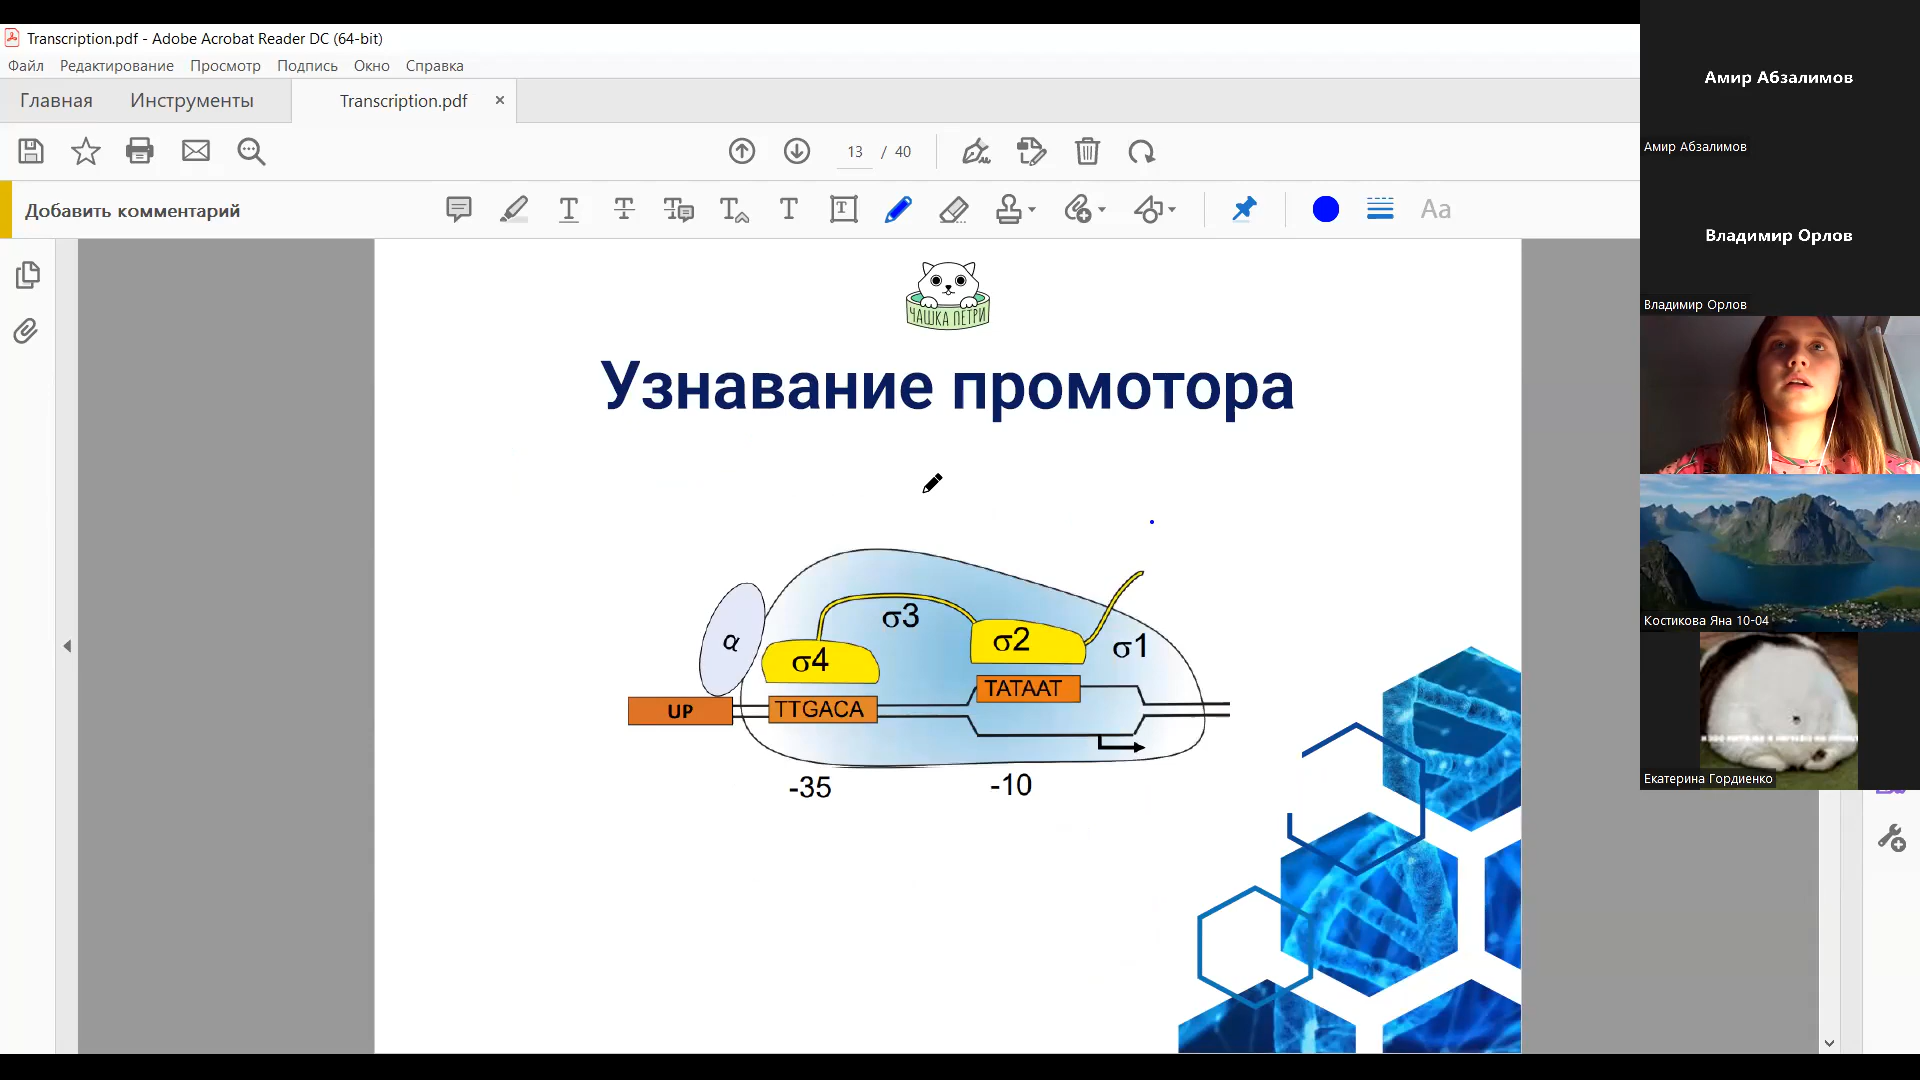 Transcription.pdf - Adobe Acrobat Reader DC (64-bit)
Файл Редактирование Просмотр Подпись Окно Справка
Главная Инструменты Transcription.pdf ×
13 / 40
Добавить комментарий
Aa
ЧАШКА ПЕТРИ
Узнавание промотора
α σ4 σ3 σ2 σ1
UP TTGACA TATAAT
-35 -10
Амир Абзалимов
Амир Абзалимов
Владимир Орлов
Владимир Орлов
Костикова Яна 10-04
Екатерина Гордиенко